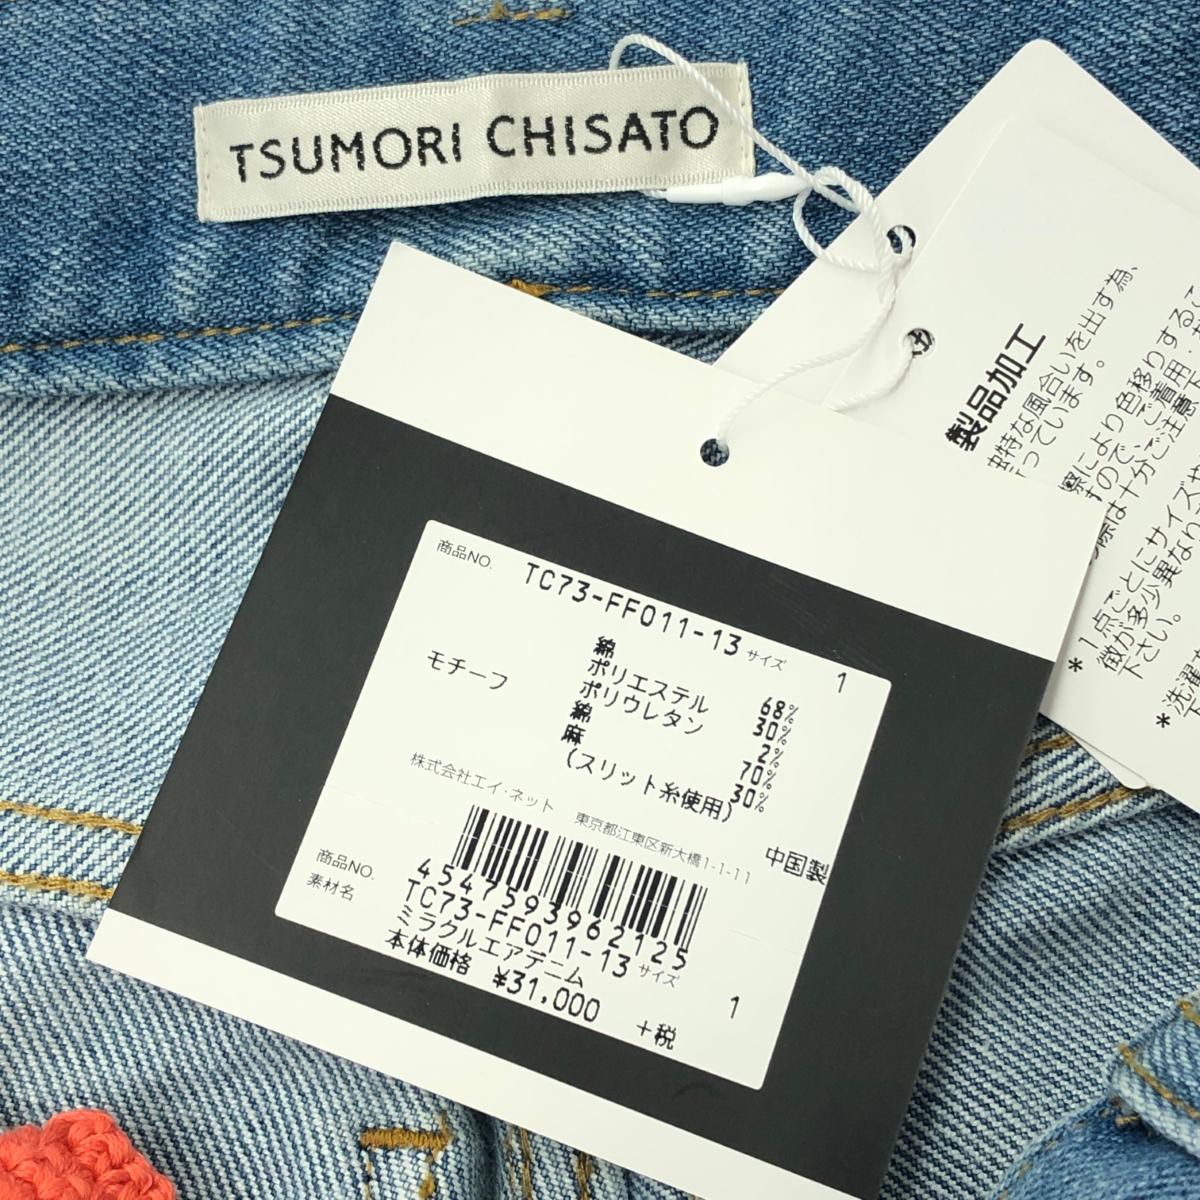 TSUMORI CHISATO
商品NO. TC73-FF011-13 サイズ 1
綿 68%
ポリエステル 30%
ポリウレタン 2%
モチーフ 綿 70%
麻 30%
(スリット糸使用)
株式会社エイ・ネット 東京都江東区新大橋1-1-11
中国製
4547593962125
商品NO. TC73-FF011-13 サイズ 1
素材名 ミラクルエアデニム
本体価格 ¥31,000 +税
製品加工
特な風合いを出す為、
っています。
により色移りするこ
すので、ご着用・
は十分ご注意下
* 1点ごとにサイズや
徴が多少異なり
下さい。
* 洗濯